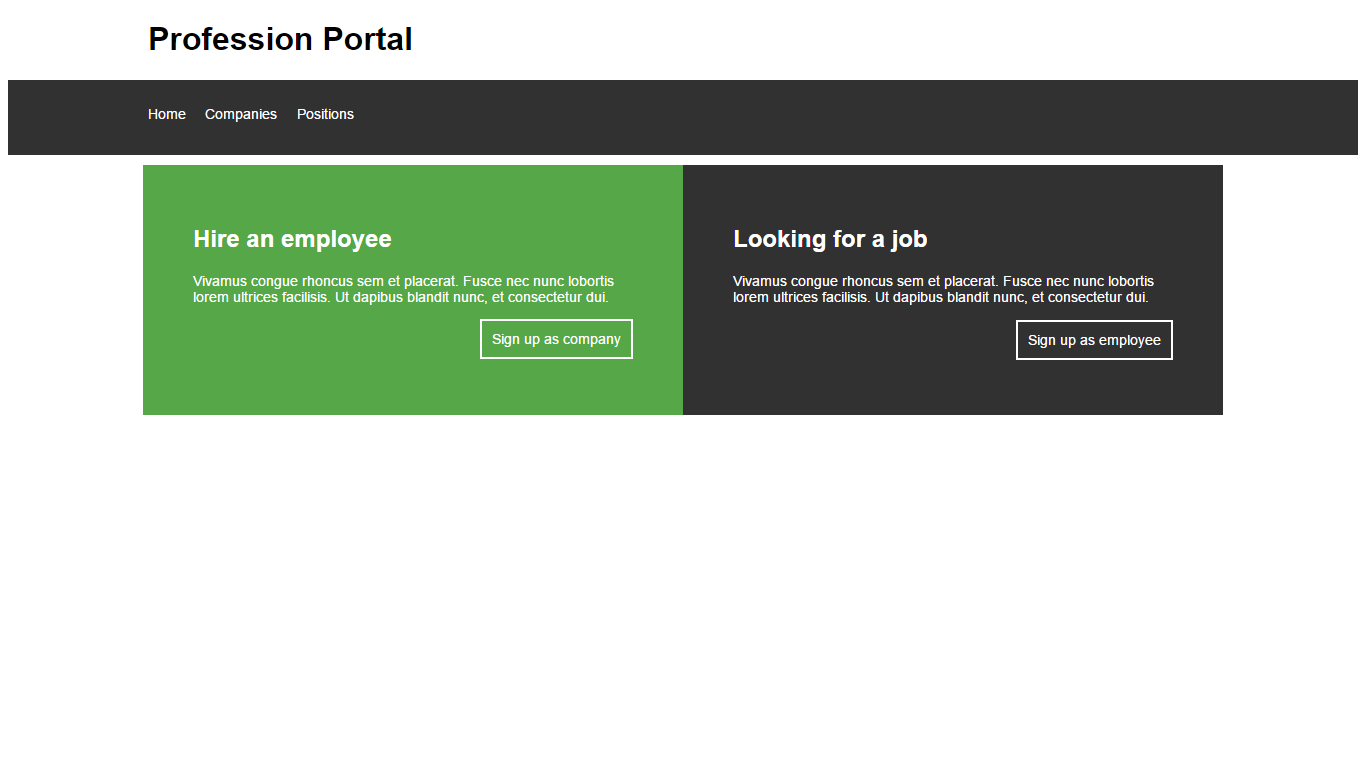 Profession Portal
Home Companies Positions
Hire an employee
Vivamus congue rhoncus sem et placerat. Fusce nec nunc lobortis
lorem ultrices facilisis. Ut dapibus blandit nunc, et consectetur dui.
Sign up as company
Looking for a job
Vivamus congue rhoncus sem et placerat. Fusce nec nunc lobortis
lorem ultrices facilisis. Ut dapibus blandit nunc, et consectetur dui.
Sign up as employee